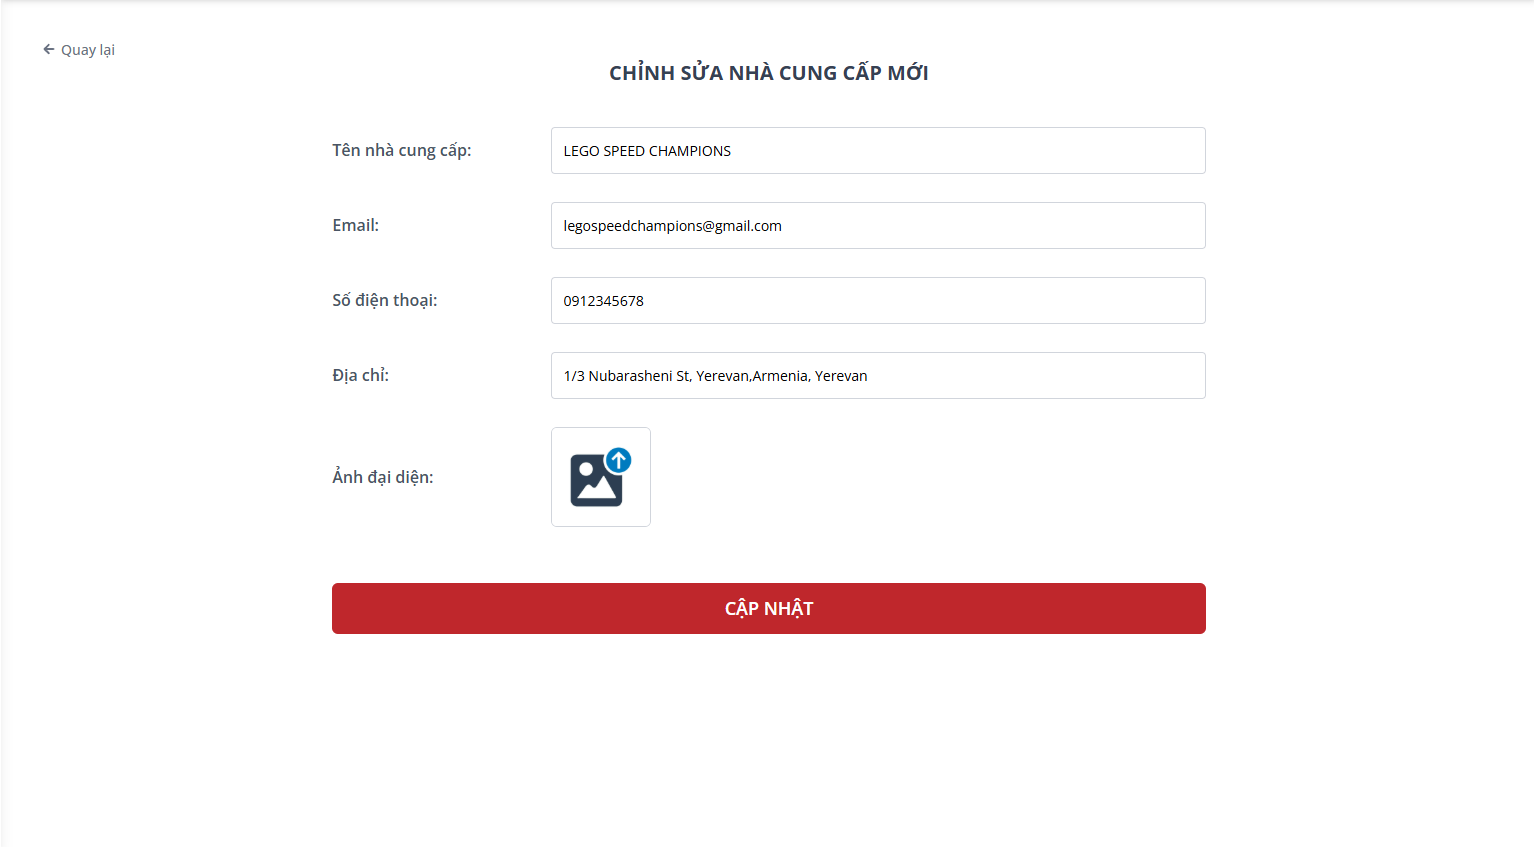 Quay lại
CHỈNH SỬA NHÀ CUNG CẤP MỚI
Tên nhà cung cấp:
LEGO SPEED CHAMPIONS
Email:
legospeedchampions@gmail.com
Số điện thoại:
0912345678
Địa chỉ:
1/3 Nubarasheni St, Yerevan,Armenia, Yerevan
Ảnh đại diện:
CẬP NHẬT